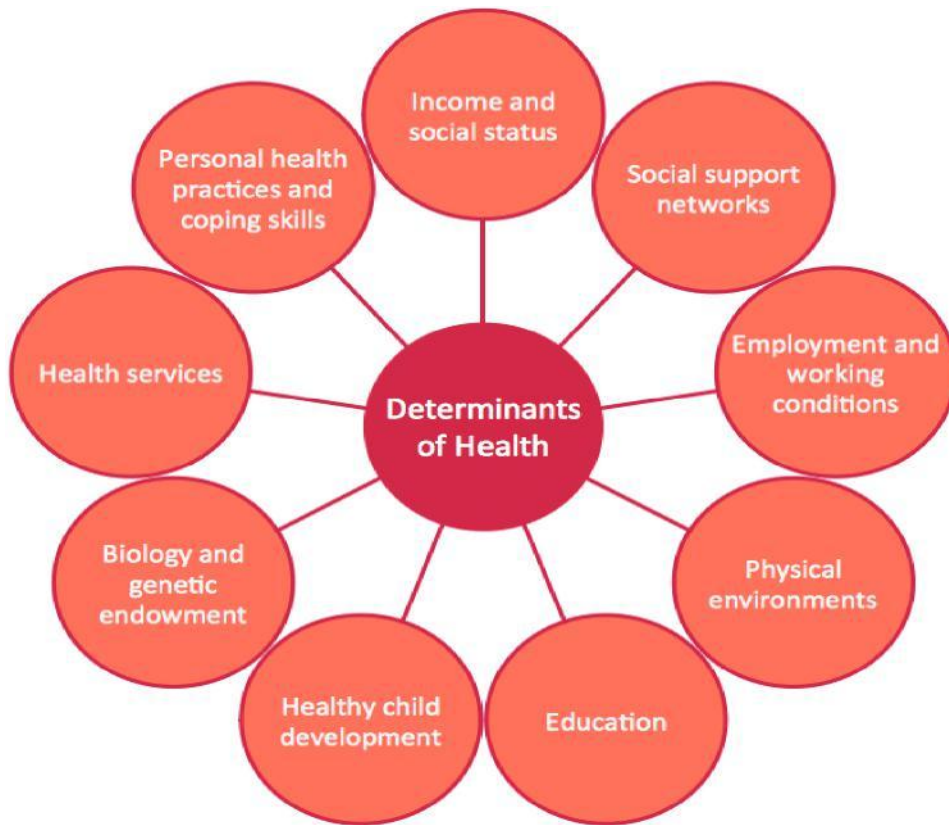 Determinants
of Health
Income and
social status
Social support
networks
Employment and
working
conditions
Physical
environments
Education
Healthy child
development
Biology and
genetic
endowment
Health services
Personal health
practices and
coping skills